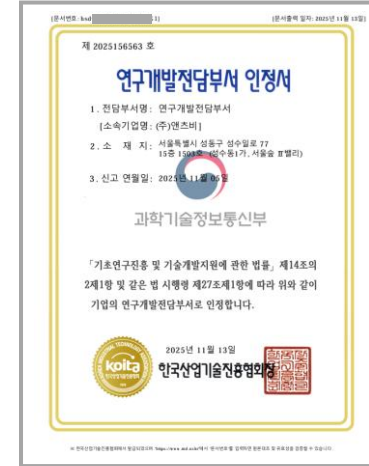 [문서번호: ksd
.1]
[문서출력 일자: 2025년 11월 13일]
제 2025156563 호
연구개발전담부서 인정서
1. 전담부서명: 연구개발전담부서
[소속기업명: (주)앤츠비]
2. 소 재 지: 서울특별시 성동구 성수일로 77
15층 1503호 (성수동1가, 서울숲 IT밸리)
3. 신고 연월일: 2025년 11월 05일
과학기술정보통신부
「기초연구진흥 및 기술개발지원에 관한 법률」 제14조의
2제1항 및 같은 법 시행령 제27조제1항에 따라 위와 같이
기업의 연구개발전담부서로 인정합니다.
2025년 11월 13일
koita
한국산업기술진흥협회장